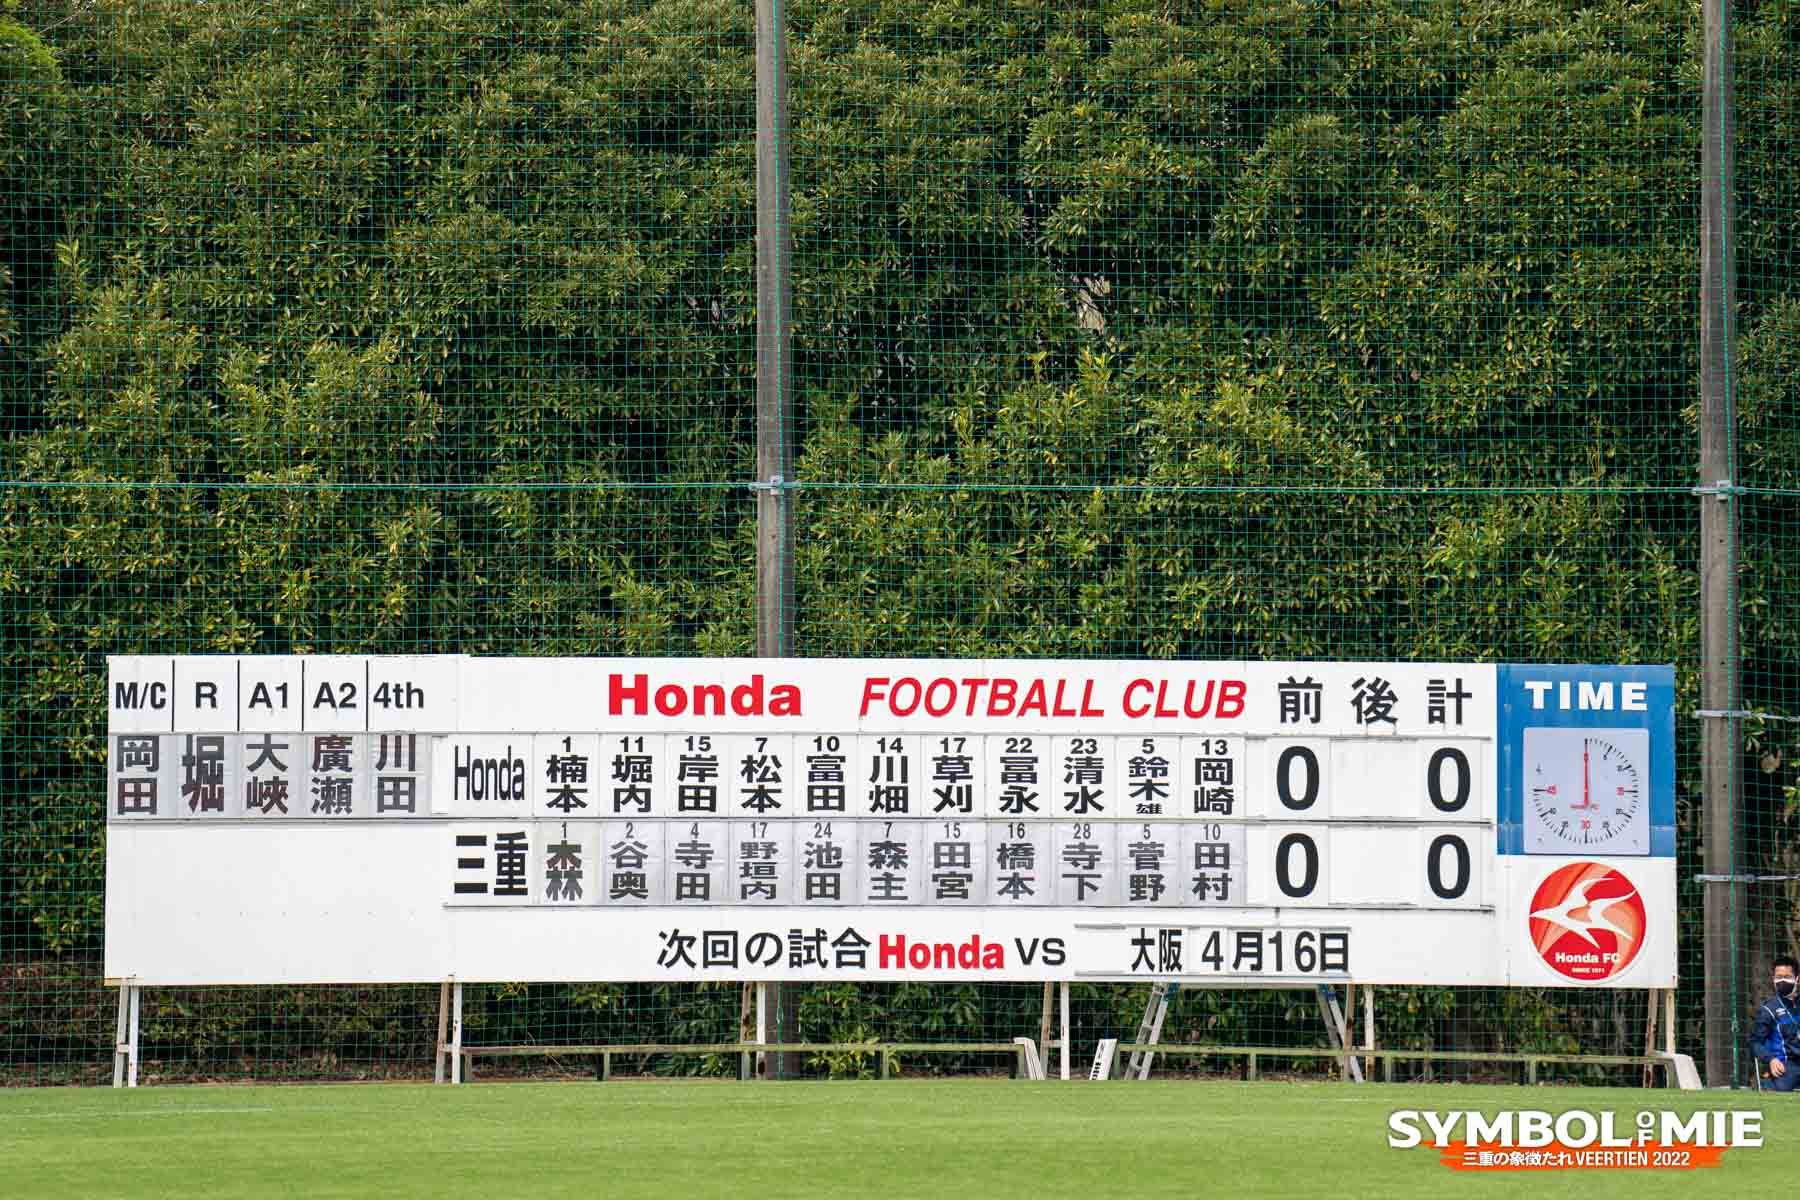 M/C R A1 A2 4th Honda FOOTBALL CLUB 前 後 計 TIME
岡田 堀 大峽 廣瀬 川田
Honda 1 楠本 11 堀内 15 岸田 7 松本 10 富田 14 川畑 17 草刈 22 冨永 23 清水 5 鈴木雄 13 岡崎 0 0
三重 1 森 2 谷奥 4 寺田 17 野垣内 24 池田 7 森主 15 田宮 16 橋本 28 寺下 5 菅野 10 田村 0 0
次回の試合 Honda VS 大阪 4月16日
Honda FC
SINCE 1971
SYMBOL OF MIE
三重の象徴たれ VEERTIEN 2022